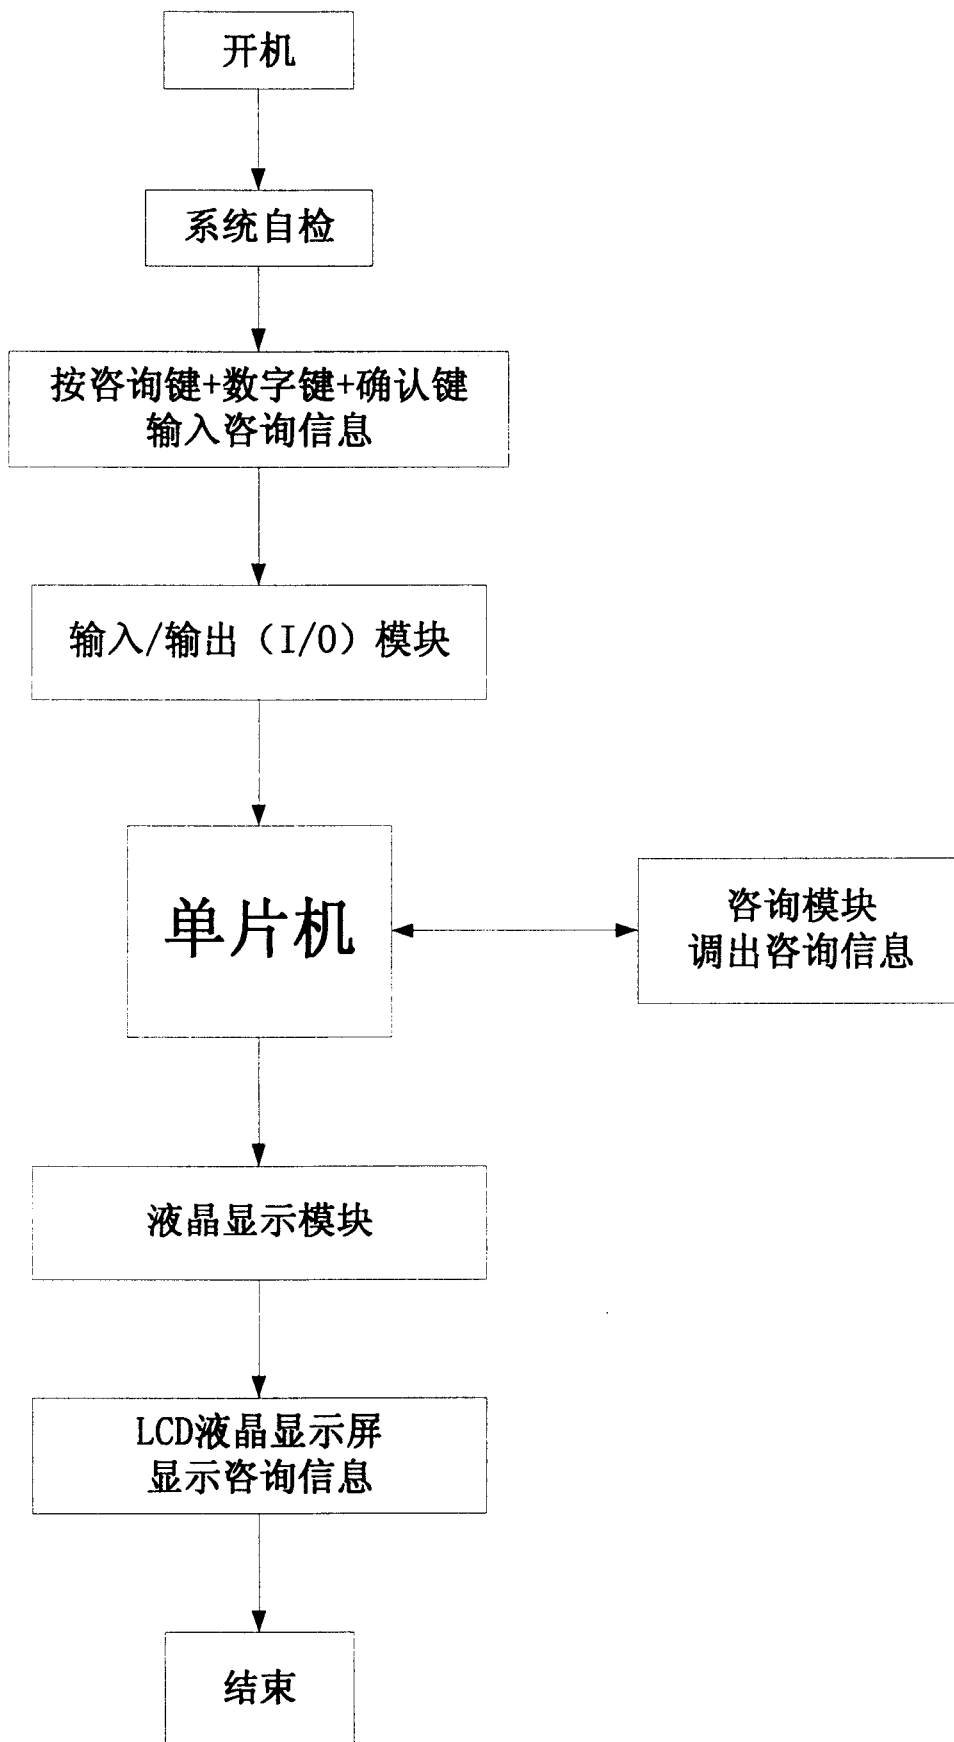 开机
系统自检
按咨询键+数字键+确认键
输入咨询信息
输入/输出（I/O）模块
单片机
咨询模块
调出咨询信息
液晶显示模块
LCD液晶显示屏
显示咨询信息
结束